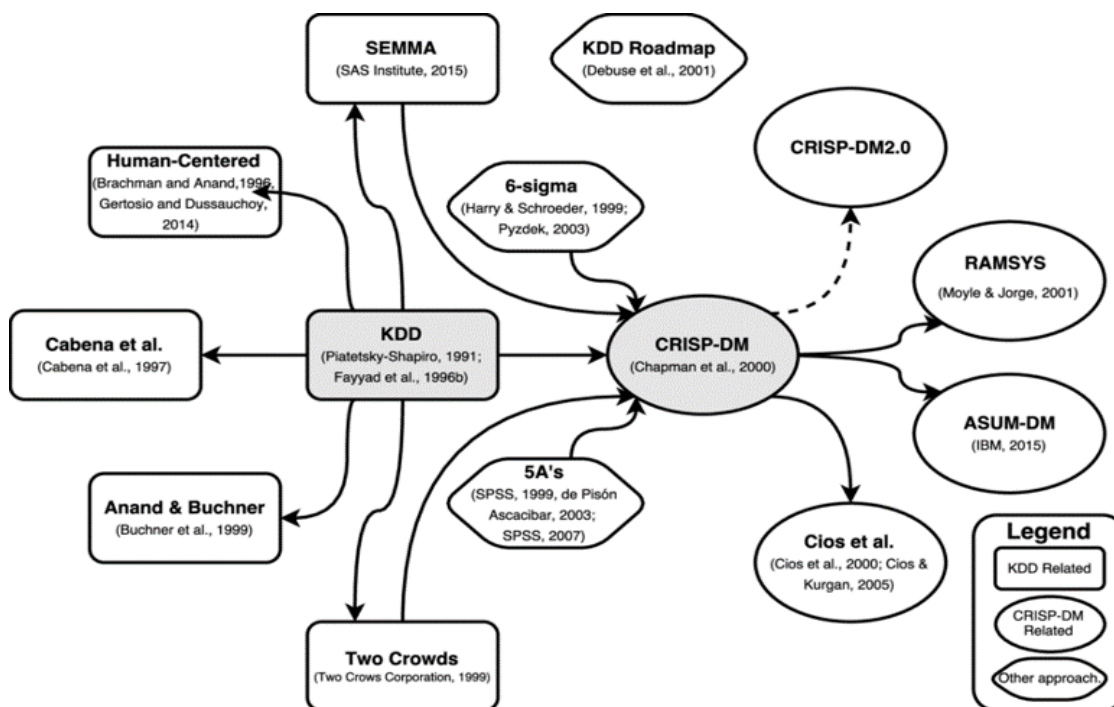 SEMMA
(SAS Institute, 2015)
KDD Roadmap
(Debuse et al., 2001)
CRISP-DM2.0
Human-Centered
(Brachman and Anand,1996,
Gertosio and Dussauchoy,
2014)
6-sigma
(Harry & Schroeder, 1999;
Pyzdek, 2003)
RAMSYS
(Moyle & Jorge, 2001)
Cabena et al.
(Cabena et al., 1997)
KDD
(Piatetsky-Shapiro, 1991;
Fayyad et al., 1996b)
CRISP-DM
(Chapman et al., 2000)
ASUM-DM
(IBM, 2015)
Anand & Buchner
(Buchner et al., 1999)
5A's
(SPSS, 1999, de Pisón
Ascacibar, 2003;
SPSS, 2007)
Cios et al.
(Cios et al., 2000; Cios &
Kurgan, 2005)
Two Crowds
(Two Crows Corporation, 1999)
Legend
KDD Related
CRISP-DM
Related
Other approach.